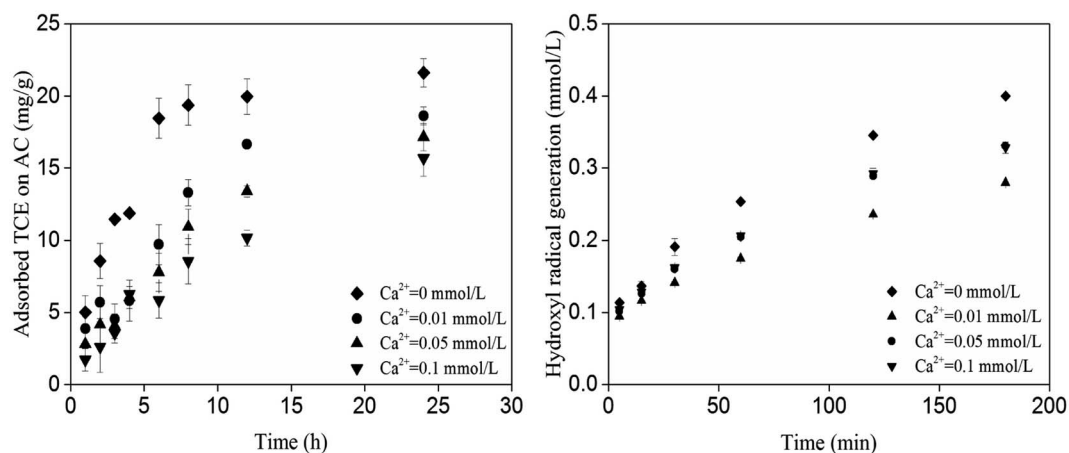 25
20
15
10
5
0
Adsorbed TCE on AC (mg/g)
Ca²⁺=0 mmol/L
Ca²⁺=0.01 mmol/L
Ca²⁺=0.05 mmol/L
Ca²⁺=0.1 mmol/L
0 5 10 15 20 25 30
Time (h)
0.5
0.4
0.3
0.2
0.1
0.0
Hydroxyl radical generation (mmol/L)
Ca²⁺=0 mmol/L
Ca²⁺=0.01 mmol/L
Ca²⁺=0.05 mmol/L
Ca²⁺=0.1 mmol/L
0 50 100 150 200
Time (min)